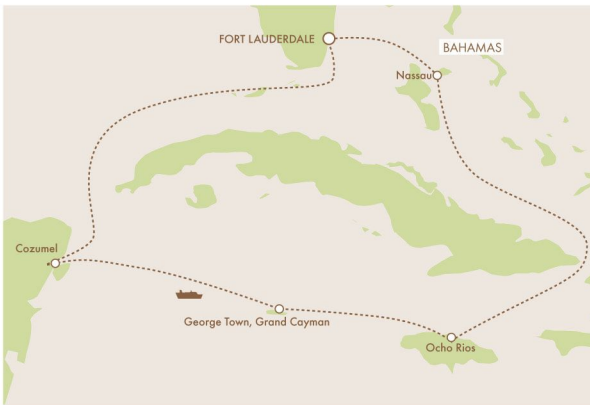 FORT LAUDERDALE
BAHAMAS
Nassau
Cozumel
George Town, Grand Cayman
Ocho Rios